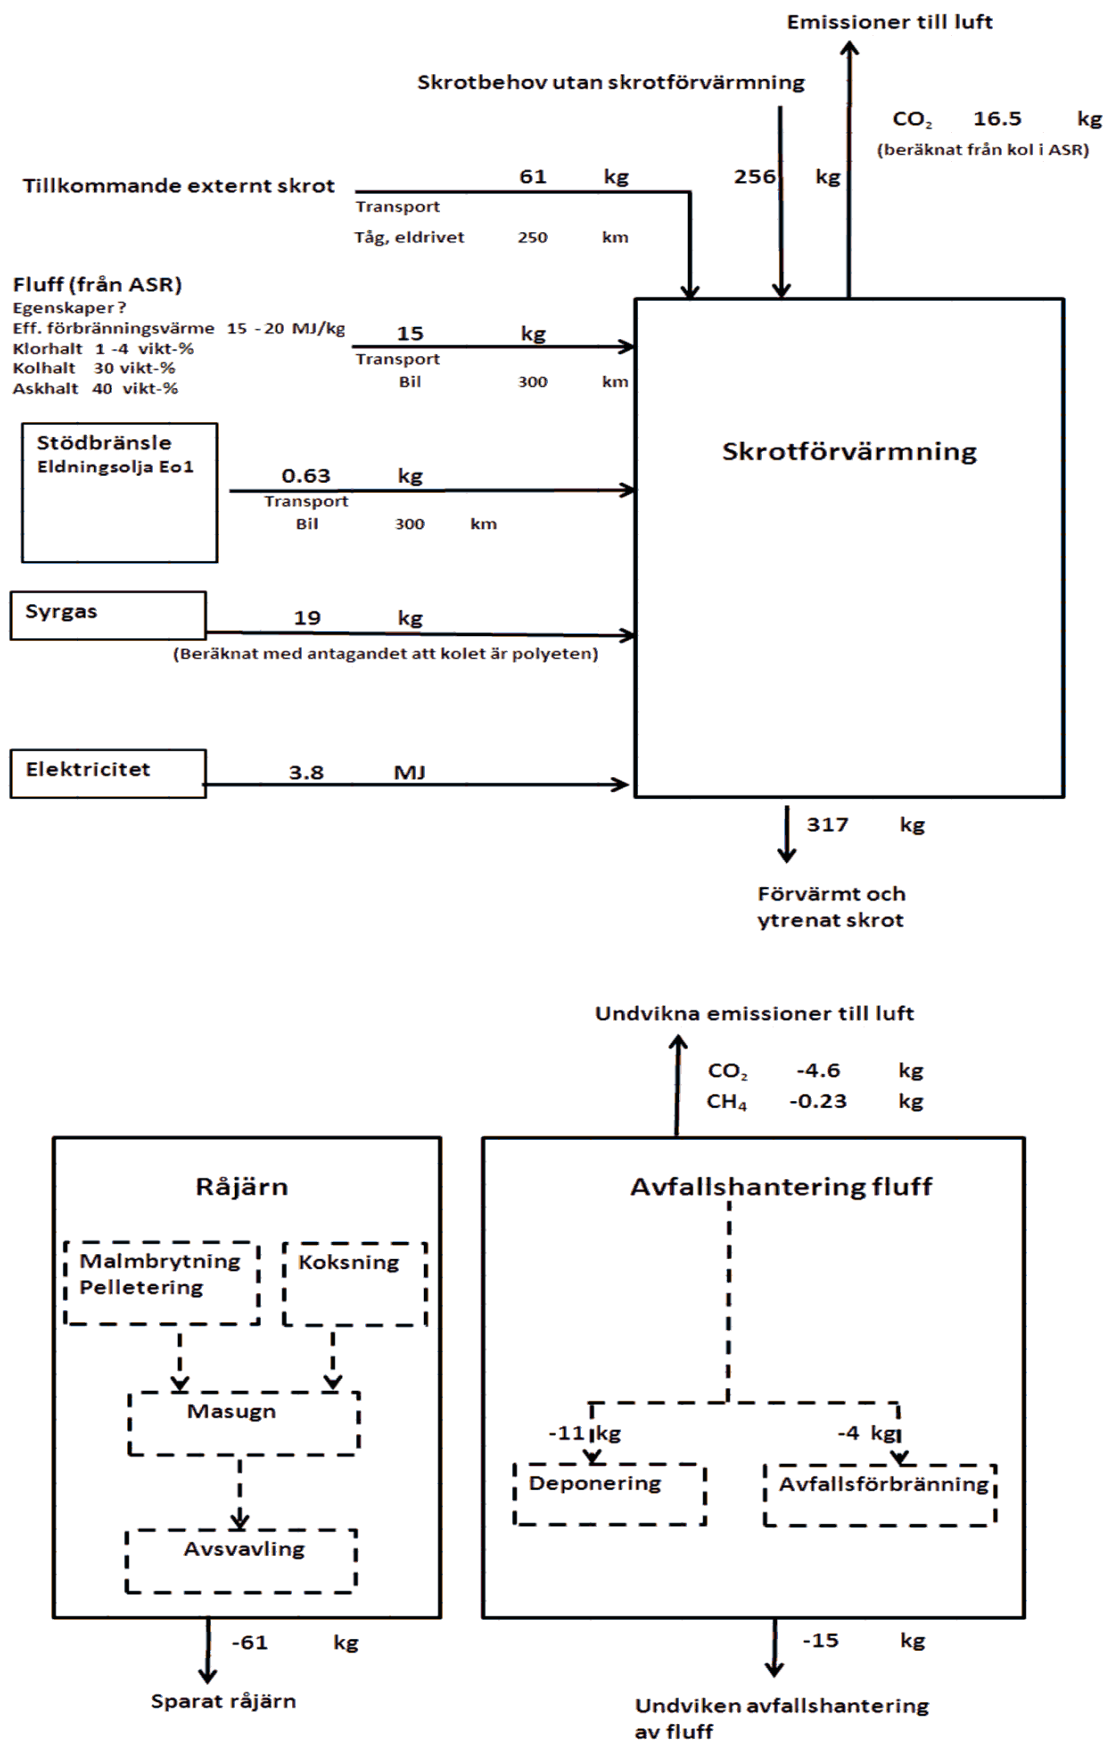 Emissioner till luft
Skrotbehov utan skrotförvärmning
CO₂ 16.5 kg
(beräknat från kol i ASR)
Tillkommande externt skrot
61 kg
256 kg
Transport
Tåg, eldrivet 250 km
Fluff (från ASR)
Egenskaper?
Eff. förbränningsvärme 15 - 20 MJ/kg
Klorhalt 1 -4 vikt-%
Kolhalt 30 vikt-%
Askhalt 40 vikt-%
15 kg
Transport
Bil 300 km
Stödbränsle
Eldningsolja Eo1
0.63 kg
Transport
Bil 300 km
Skrotförvärmning
Syrgas
19 kg
(Beräknat med antagandet att kolet är polyeten)
Elektricitet
3.8 MJ
317 kg
Förvärmt och
ytrenat skrot
Undvikna emissioner till luft
CO₂ -4.6 kg
CH₄ -0.23 kg
Råjärn
Malmbrytning
Pelletering
Koksning
Masugn
Avsvavling
-61 kg
Sparat råjärn
Avfallshantering fluff
-11 kg
-4 kg
Deponering
Avfallsförbränning
-15 kg
Undviken avfallshantering
av fluff